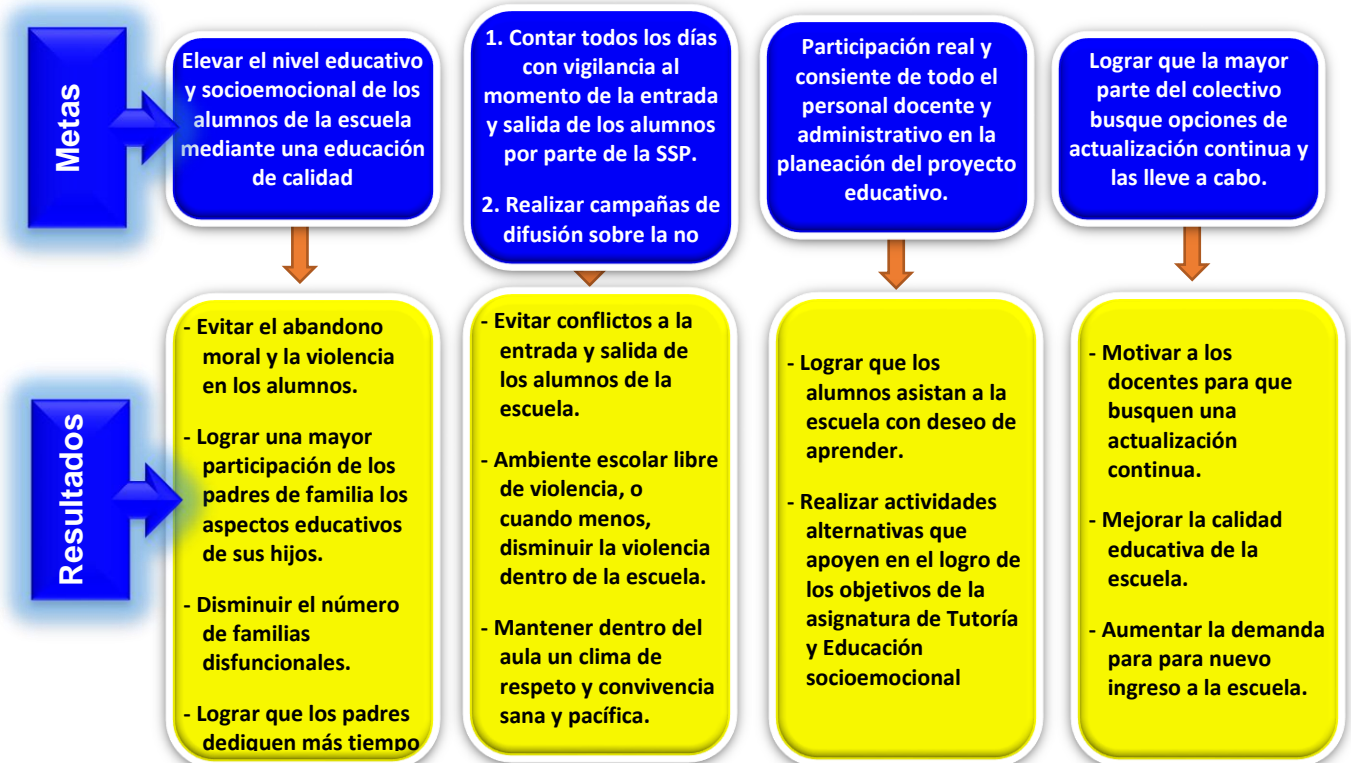 Metas
Elevar el nivel educativo
y socioemocional de los
alumnos de la escuela
mediante una educación
de calidad
1. Contar todos los días
con vigilancia al
momento de la entrada
y salida de los alumnos
por parte de la SSP.
2. Realizar campañas de
difusión sobre la no
Participación real y
consiente de todo el
personal docente y
administrativo en la
planeación del proyecto
educativo.
Lograr que la mayor
parte del colectivo
busque opciones de
actualización continua y
las lleve a cabo.
Resultados
- Evitar el abandono
moral y la violencia
en los alumnos.
- Lograr una mayor
participación de los
padres de familia los
aspectos educativos
de sus hijos.
- Disminuir el número
de familias
disfuncionales.
- Lograr que los padres
dediquen más tiempo
- Evitar conflictos a la
entrada y salida de
los alumnos de la
escuela.
- Ambiente escolar libre
de violencia, o
cuando menos,
disminuir la violencia
dentro de la escuela.
- Mantener dentro del
aula un clima de
respeto y convivencia
sana y pacífica.
- Lograr que los
alumnos asistan a la
escuela con deseo de
aprender.
- Realizar actividades
alternativas que
apoyen en el logro de
los objetivos de la
asignatura de Tutoría
y Educación
socioemocional
- Motivar a los
docentes para que
busquen una
actualización
continua.
- Mejorar la calidad
educativa de la
escuela.
- Aumentar la demanda
para para nuevo
ingreso a la escuela.